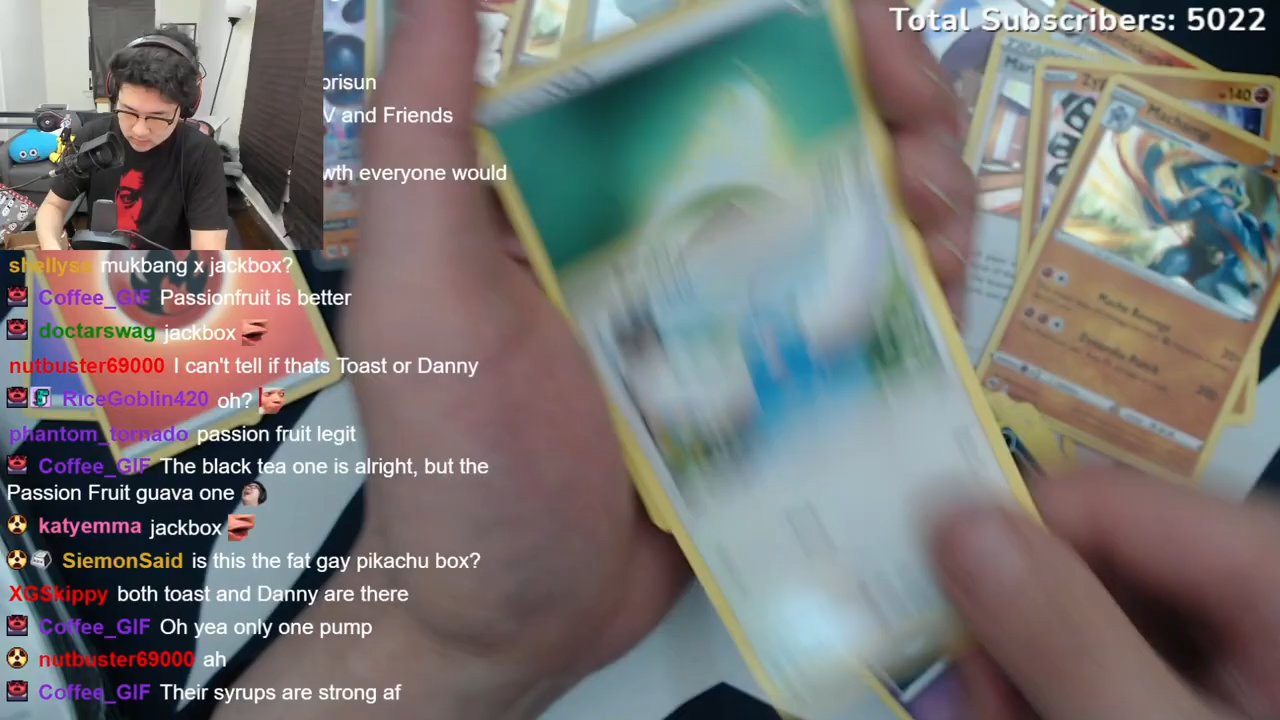 Total Subscribers: 5022
prisun
V and Friends
wth everyone would
shellyss mukbang x jackbox?
Coffee_GIF Passionfruit is better
doctarswag jackbox
nutbuster69000 I can't tell if thats Toast or Danny
RiceGoblin420 oh?
phantom_tornado passion fruit legit
Coffee_GIF The black tea one is alright, but the
Passion Fruit guava one
katyemma jackbox
SiemonSaid is this the fat gay pikachu box?
XGSkippy both toast and Danny are there
Coffee_GIF Oh yea only one pump
nutbuster69000 ah
Coffee_GIF Their syrups are strong af
140
Machamp